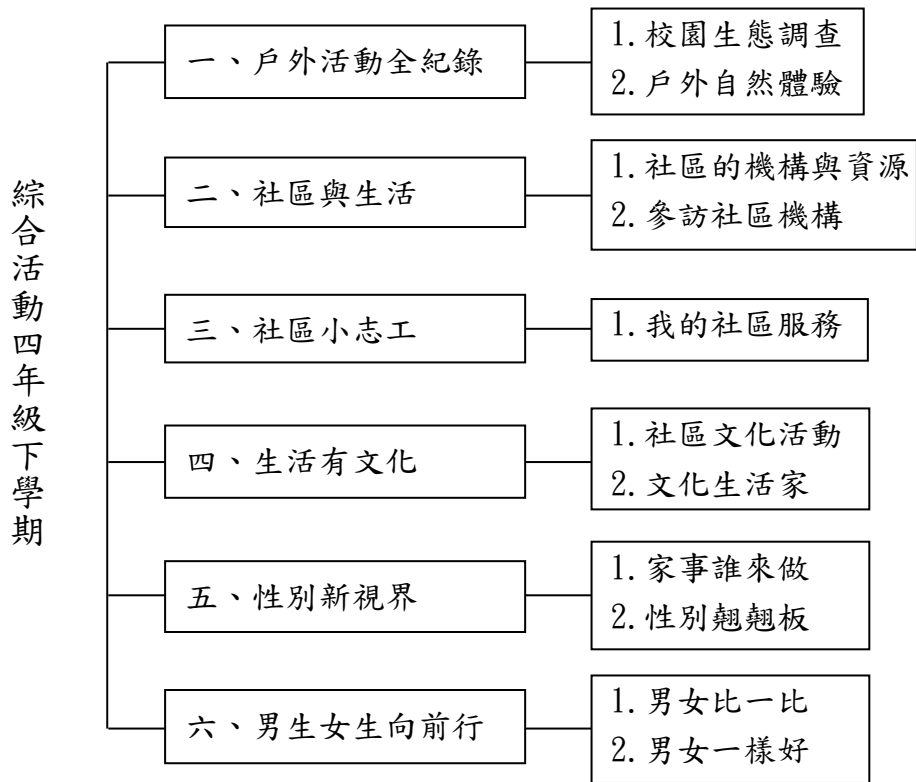 綜合活動四年級下學期
一、戶外活動全紀錄
1.校園生態調查
2.戶外自然體驗
二、社區與生活
1.社區的機構與資源
2.參訪社區機構
三、社區小志工
1.我的社區服務
四、生活有文化
1.社區文化活動
2.文化生活家
五、性別新視界
1.家事誰來做
2.性別翹翹板
六、男生女生向前行
1.男女比一比
2.男女一樣好